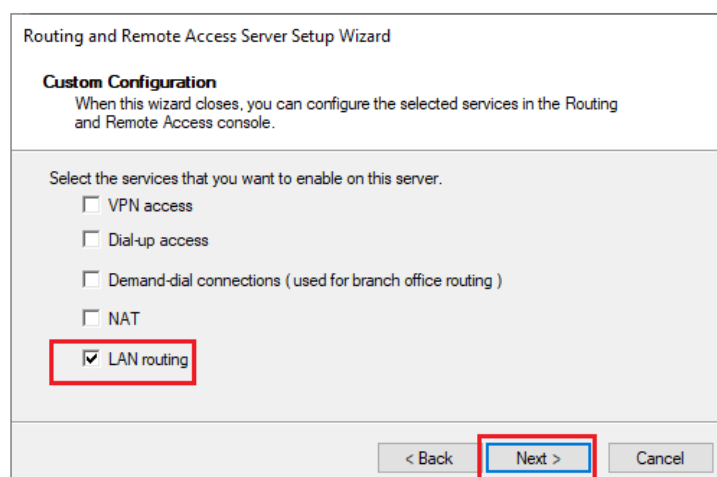 Routing and Remote Access Server Setup Wizard
Custom Configuration
When this wizard closes, you can configure the selected services in the Routing
and Remote Access console.
Select the services that you want to enable on this server.
VPN access
Dial-up access
Demand-dial connections ( used for branch office routing )
NAT
LAN routing
< Back
Next >
Cancel